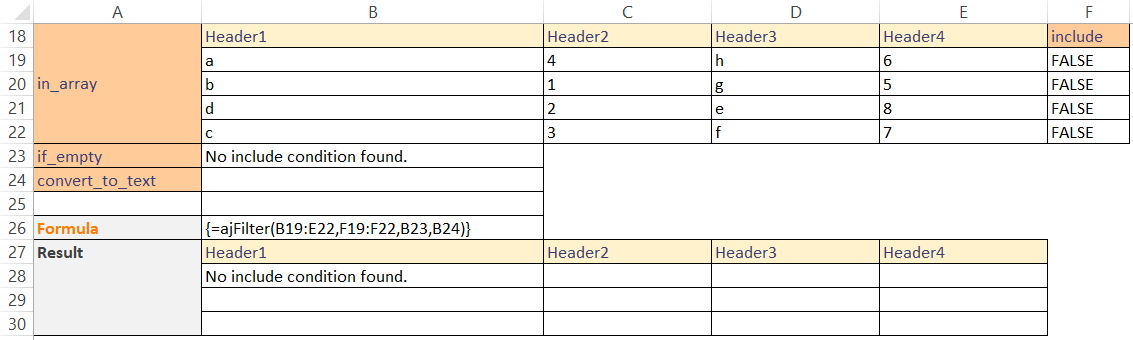 A B C D E F
18 Header1 Header2 Header3 Header4 include
19 a 4 h 6 FALSE
20 in_array b 1 g 5 FALSE
21 d 2 e 8 FALSE
22 c 3 f 7 FALSE
23 if_empty No include condition found.
24 convert_to_text
25
26 Formula {=ajFilter(B19:E22,F19:F22,B23,B24)}
27 Result Header1 Header2 Header3 Header4
28 No include condition found.
29
30